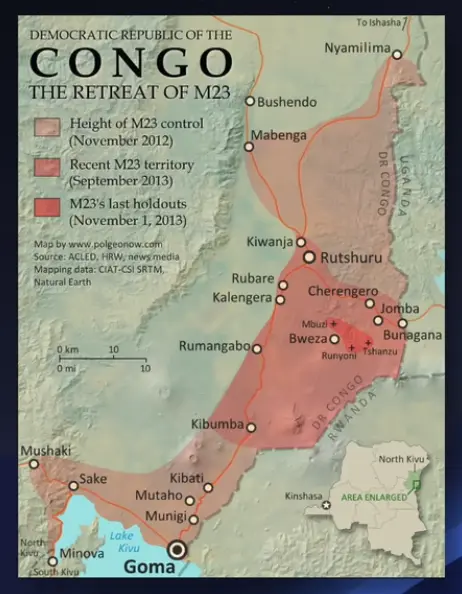 DEMOCRATIC REPUBLIC OF THE
CONGO
THE RETREAT OF M23
Height of M23 control
(November 2012)
Recent M23 territory
(September 2013)
M23's last holdouts
(November 1, 2013)
Map by www.polgeonow.com
Source: ACLED, HRW, news media
Mapping data: CIAT-CSI SRTM,
Natural Earth
0 km 10
0 mi 10
To Ishasha
Nyamilima
Bushendo
Mabenga
UGANDA
DR CONGO
Kiwanja
Rutshuru
Rubare
Kalengera
Cherengero
Jomba
Mbuzi
Bunagana
Bweza
Runyoni
Tshanzu
Rumangabo
DR CONGO
RWANDA
Kibumba
Mushaki
Sake
Kibati
Mutaho
Munigi
Lake
Kivu
North
Kivu
South Kivu
Minova
Goma
North Kivu
Kinshasa
AREA ENLARGED